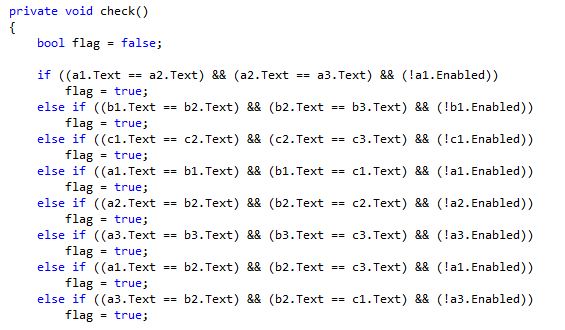 private void check()
{
bool flag = false;
if ((a1.Text == a2.Text) && (a2.Text == a3.Text) && (!a1.Enabled))
flag = true;
else if ((b1.Text == b2.Text) && (b2.Text == b3.Text) && (!b1.Enabled))
flag = true;
else if ((c1.Text == c2.Text) && (c2.Text == c3.Text) && (!c1.Enabled))
flag = true;
else if ((a1.Text == b1.Text) && (b1.Text == c1.Text) && (!a1.Enabled))
flag = true;
else if ((a2.Text == b2.Text) && (b2.Text == c2.Text) && (!a2.Enabled))
flag = true;
else if ((a3.Text == b3.Text) && (b3.Text == c3.Text) && (!a3.Enabled))
flag = true;
else if ((a1.Text == b2.Text) && (b2.Text == c3.Text) && (!a1.Enabled))
flag = true;
else if ((a3.Text == b2.Text) && (b2.Text == c1.Text) && (!a3.Enabled))
flag = true;